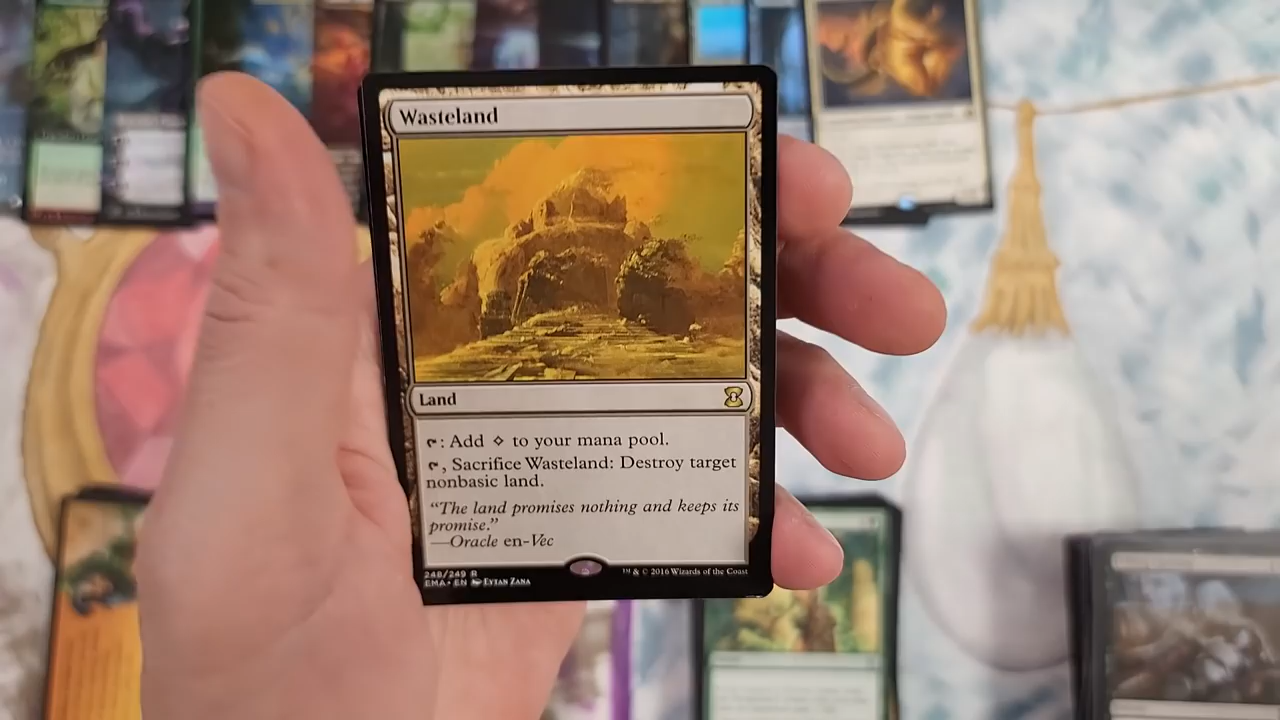 Wasteland
Land
: Add to your mana pool.
, Sacrifice Wasteland: Destroy target
nonbasic land.
“The land promises nothing and keeps its
promise.”
—Oracle en-Vec
248/249 R
EMA • EN Eytan Zana
™ & © 2016 Wizards of the Coast